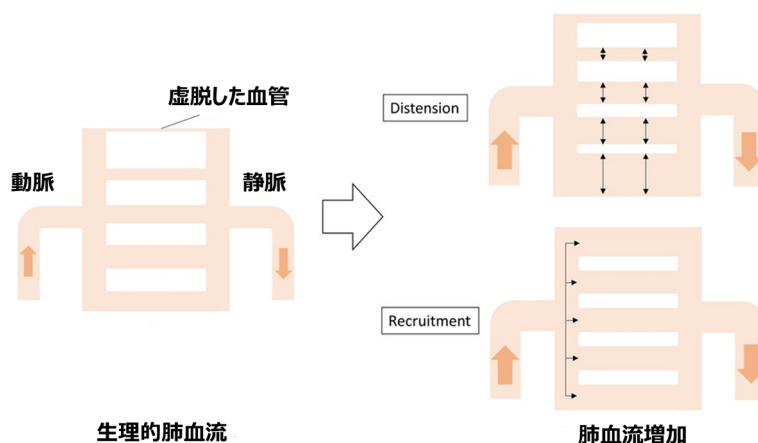 虚脱した血管
動脈
静脈
Distension
Recruitment
生理的肺血流
肺血流増加